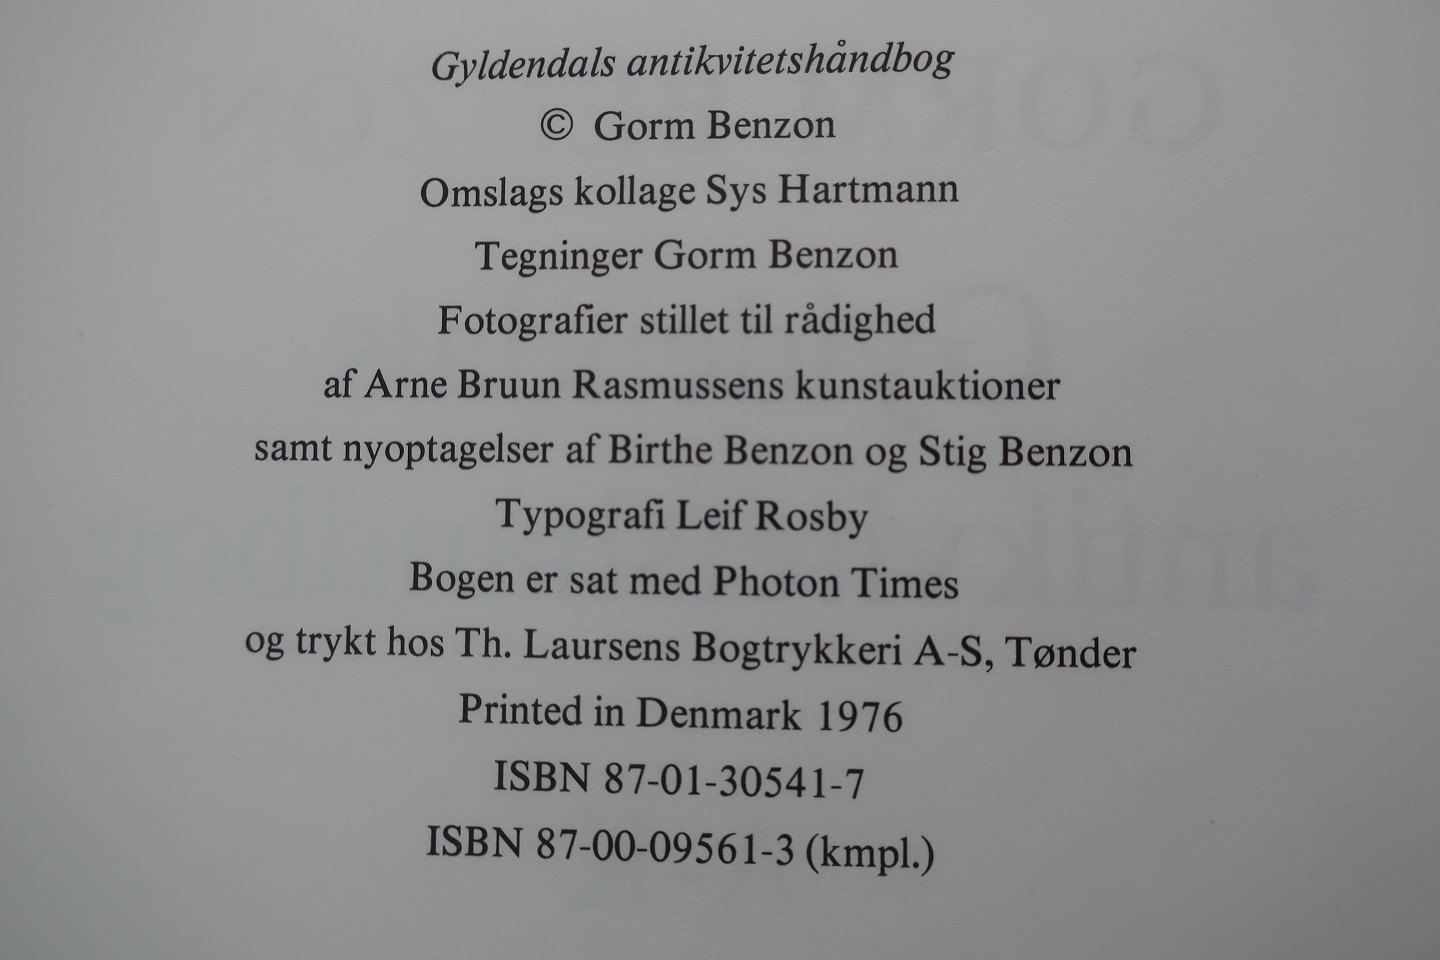 Gyldendals antikvitetshåndbog
© Gorm Benzon
Omslags kollage Sys Hartmann
Tegninger Gorm Benzon
Fotografier stillet til rådighed
af Arne Bruun Rasmussens kunstauktioner
samt nyoptagelser af Birthe Benzon og Stig Benzon
Typografi Leif Rosby
Bogen er sat med Photon Times
og trykt hos Th. Laursens Bogtrykkeri A-S, Tønder
Printed in Denmark 1976
ISBN 87-01-30541-7
ISBN 87-00-09561-3 (kmpl.)